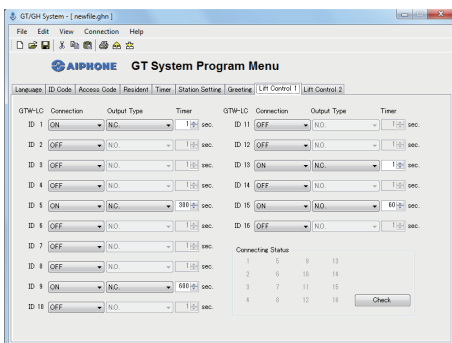 GT/GH System - [ newfile.ghn ]
File Edit View Connection Help
AIPHONE GT System Program Menu
Language ID Code Access Code Resident Timer Station Setting Greeting Lift Control 1 Lift Control 2
GTW-LC Connection Output Type Timer GTW-LC Connection Output Type Timer
ID 1 ON N.C. 1 sec. ID 11 OFF N.O. 1 sec.
ID 2 OFF N.O. 1 sec. ID 12 OFF N.O. 1 sec.
ID 3 OFF N.O. 1 sec. ID 13 ON N.C. 1 sec.
ID 4 OFF N.O. 1 sec. ID 14 OFF N.O. 1 sec.
ID 5 ON N.C. 300 sec. ID 15 ON N.O. 60 sec.
ID 6 OFF N.O. 1 sec. ID 16 OFF N.O. 1 sec.
ID 7 OFF N.O. 1 sec.
Connecting Status
ID 8 OFF N.O. 1 sec. 1 5 9 13
2 6 10 14
ID 9 ON N.C. 600 sec. 3 7 11 15
ID 10 OFF N.O. 1 sec. 4 8 12 16 Check